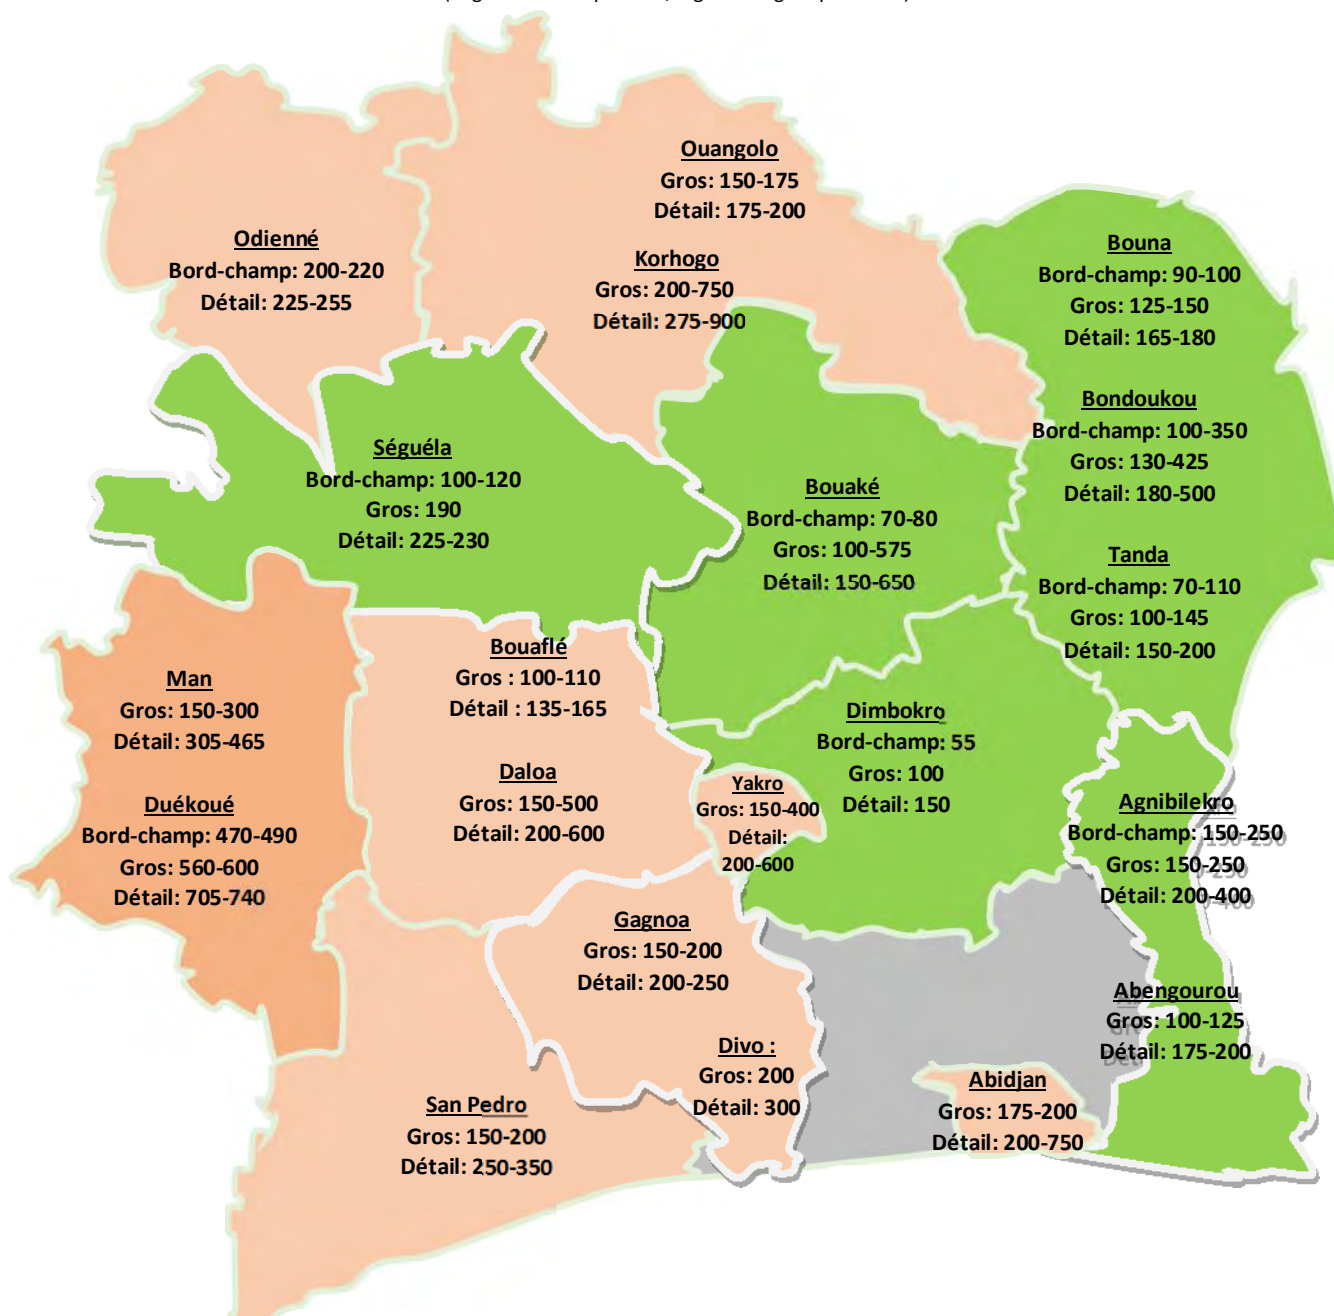 Ouangolo
Gros: 150-175
Détail: 175-200
Odienné
Bord-champ: 200-220
Détail: 225-255
Korhogo
Gros: 200-750
Détail: 275-900
Bouna
Bord-champ: 90-100
Gros: 125-150
Détail: 165-180
Bondoukou
Bord-champ: 100-350
Gros: 130-425
Détail: 180-500
Séguéla
Bord-champ: 100-120
Gros: 190
Détail: 225-230
Bouaké
Bord-champ: 70-80
Gros: 100-575
Détail: 150-650
Tanda
Bord-champ: 70-110
Gros: 100-145
Détail: 150-200
Bouaflé
Gros : 100-110
Détail : 135-165
Man
Gros: 150-300
Détail: 305-465
Dimbokro
Bord-champ: 55
Gros: 100
Détail: 150
Daloa
Gros: 150-500
Détail: 200-600
Yakro
Gros: 150-400
Détail:
200-600
Duékoué
Bord-champ: 470-490
Gros: 560-600
Détail: 705-740
Agnibilekro
Bord-champ: 150-250
Gros: 150-250
Détail: 200-400
Gagnoa
Gros: 150-200
Détail: 200-250
Abengourou
Gros: 100-125
Détail: 175-200
Divo :
Gros: 200
Détail: 300
Abidjan
Gros: 175-200
Détail: 200-750
San Pedro
Gros: 150-200
Détail: 250-350